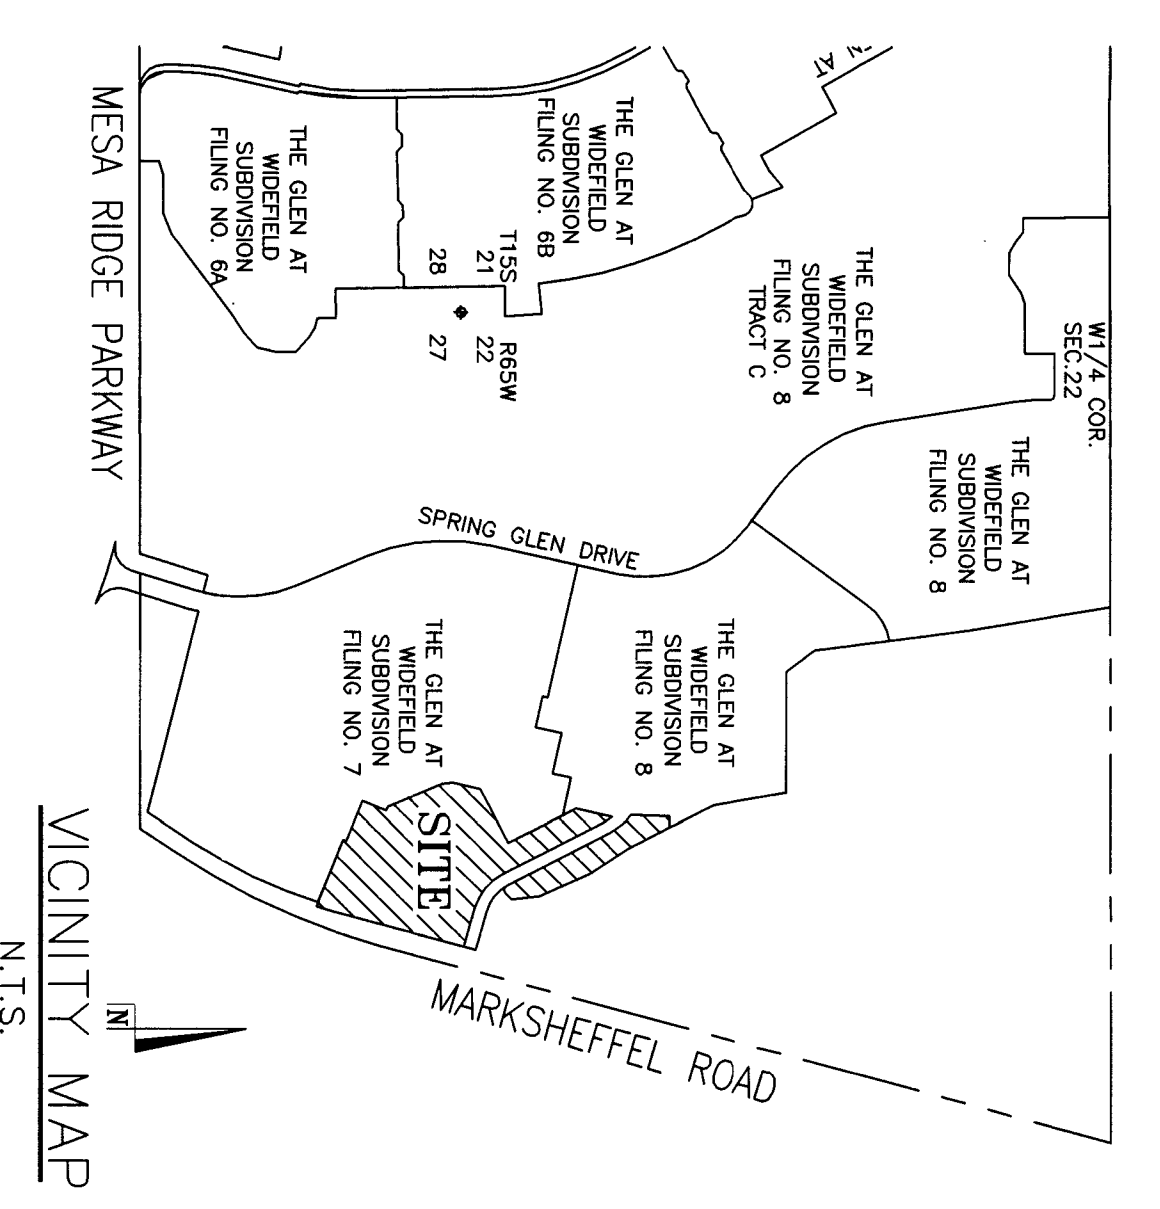 W1/4 COR.
SEC.22
THE GLEN AT
WIDEFIELD
SUBDIVISION
FILING NO. 8
THE GLEN AT
WIDEFIELD
SUBDIVISION
FILING NO. 8
TRACT C
N AT
THE GLEN AT
WIDEFIELD
SUBDIVISION
FILING NO. 6B
T15S R65W
21 22
28 27
THE GLEN AT
WIDEFIELD
SUBDIVISION
FILING NO. 6A
SPRING GLEN DRIVE
THE GLEN AT
WIDEFIELD
SUBDIVISION
FILING NO. 8
THE GLEN AT
WIDEFIELD
SUBDIVISION
FILING NO. 7
SITE
MARKSHEFFEL ROAD
MESA RIDGE PARKWAY
N
VICINITY MAP
N.T.S.